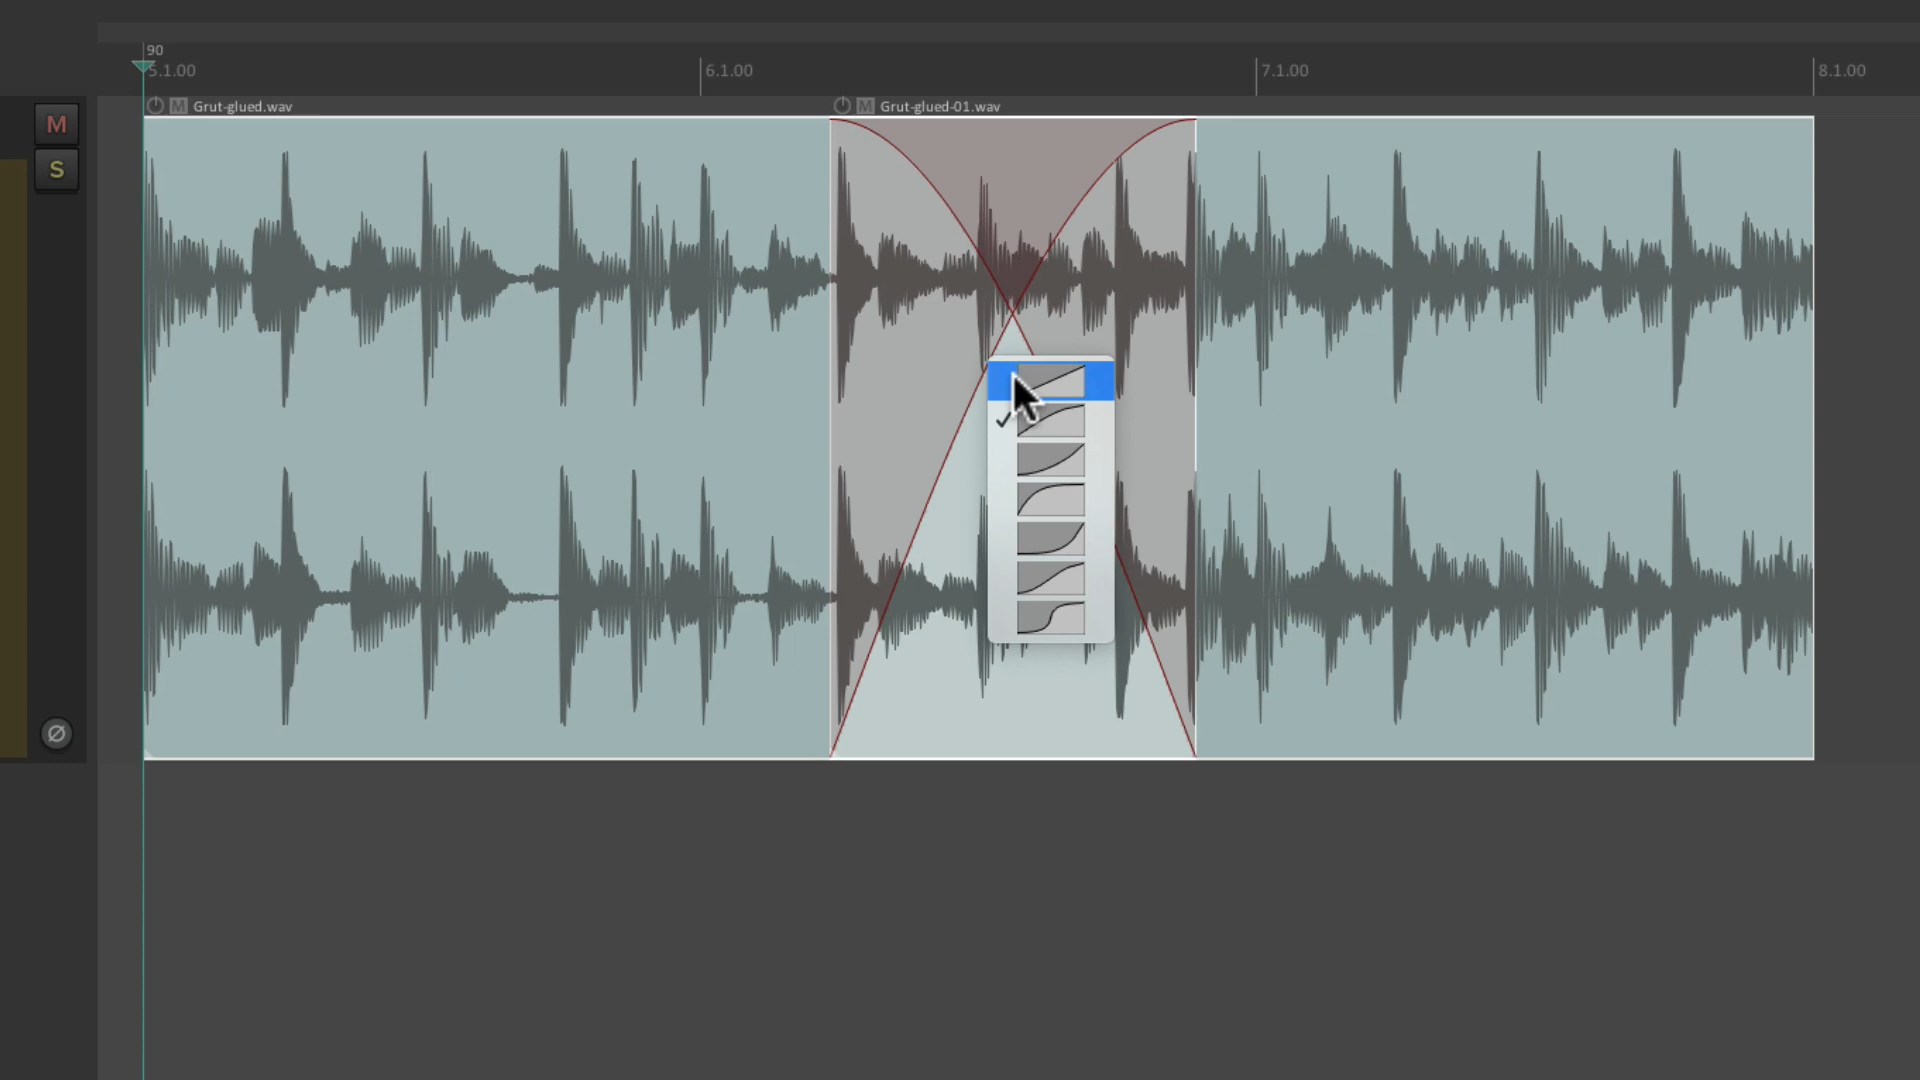 90
5.1.00
6.1.00
7.1.00
8.1.00
M Grut-glued.wav
M Grut-glued-01.wav
M
S
Ø